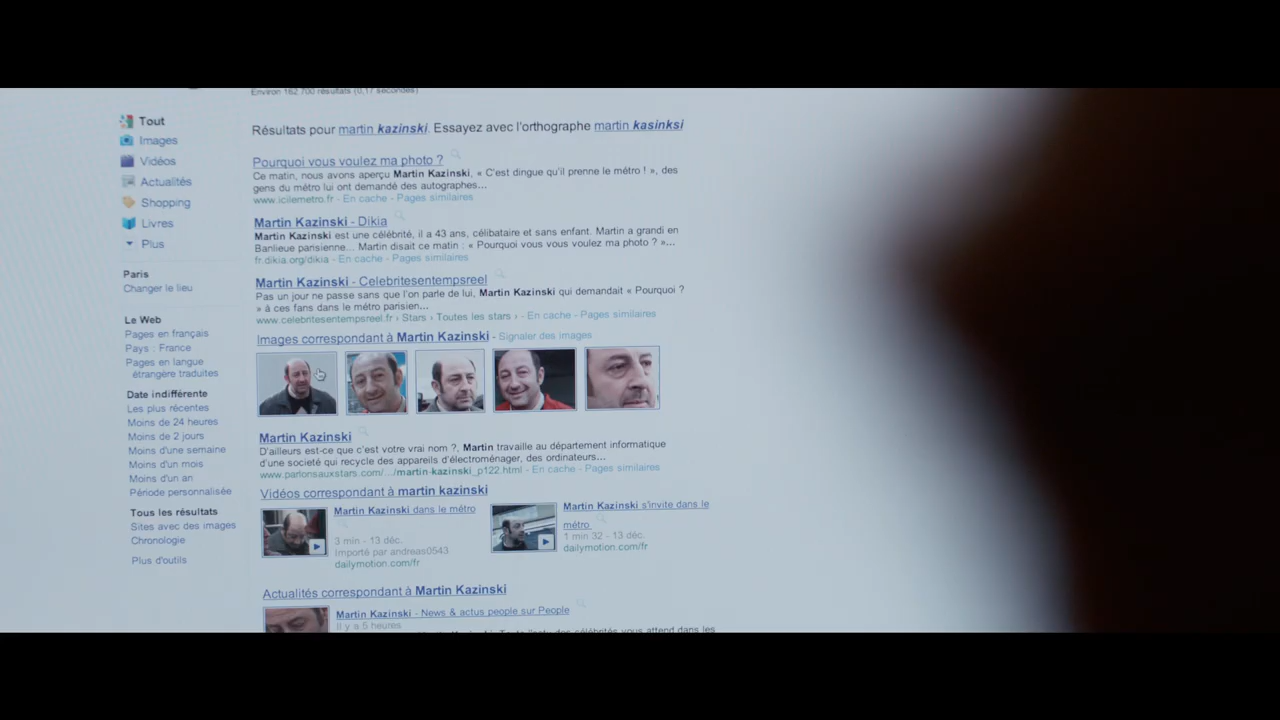 Environ 162 700 résultats (0,17 secondes)
Tout
Images
Vidéos
Actualités
Shopping
Livres
Plus
Paris
Changer le lieu
Le Web
Pages en français
Pays : France
Pages en langue
étrangère traduites
Date indifférente
Les plus récentes
Moins de 24 heures
Moins de 2 jours
Moins d'une semaine
Moins d'un mois
Moins d'un an
Période personnalisée
Tous les résultats
Sites avec des images
Chronologie
Plus d'outils
Résultats pour martin kazinski. Essayez avec l'orthographe martin kasinksi
Pourquoi vous voulez ma photo ?
Ce matin, nous avons aperçu Martin Kazinski, « C'est dingue qu'il prenne le métro ! », des
gens du métro lui ont demandé des autographes...
www.icilemetro.fr - En cache - Pages similaires
Martin Kazinski - Dikia
Martin Kazinski est une célébrité, il a 43 ans, célibataire et sans enfant. Martin a grandi en
Banlieue parisienne... Martin disait ce matin : « Pourquoi vous vous voulez ma photo ? »...
fr.dikia.org/dikia - En cache - Pages similaires
Martin Kazinski - Celebritesentempsreel
Pas un jour ne passe sans que l'on parle de lui, Martin Kazinski qui demandait « Pourquoi ?
» à ces fans dans le métro parisien...
www.celebritesentempsreel.fr › Stars › Toutes les stars › - En cache - Pages similaires
Images correspondant à Martin Kazinski - Signaler des images
Martin Kazinski
D'ailleurs est-ce que c'est votre vrai nom ?, Martin travaille au département informatique
d'une societé qui recycle des appareils d'électroménager, des ordinateurs...
www.parlonsauxstars.com/.../martin-kazinski_p122.html - En cache - Pages similaires
Vidéos correspondant à martin kazinski
Martin Kazinski dans le métro
3 min - 13 déc.
Importé par andreas0543
dailymotion.com/fr
Martin Kazinski s'invite dans le
métro
1 min 32 - 13 déc.
dailymotion.com/fr
Actualités correspondant à Martin Kazinski
Martin Kazinski - News & actus people sur People
Il y a 5 heures
des célébrités vous attend dans les